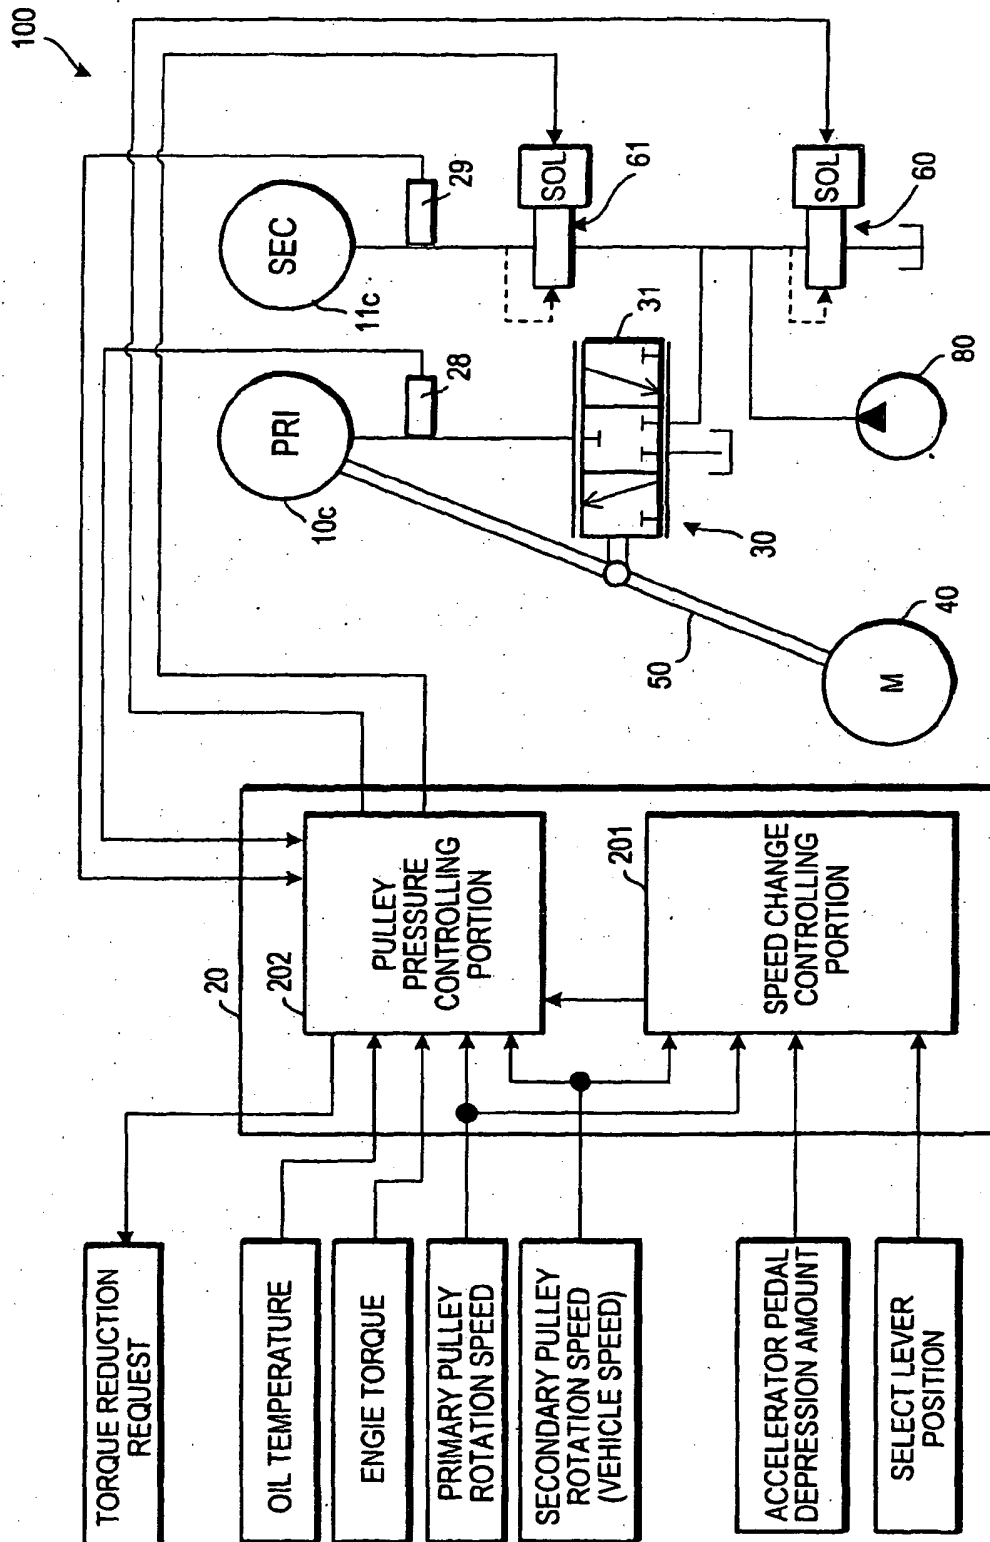 100
SEC
11c
29
SOL
61
SOL
60
PRI
10c
28
31
30
80
50
M
40
20
202
PULLEY
PRESSURE
CONTROLLING
PORTION
201
SPEED CHANGE
CONTROLLING
PORTION
TORQUE REDUCTION
REQUEST
OIL TEMPERATURE
ENGIE TORQUE
PRIMARY PULLEY
ROTATION SPEED
SECONDARY PULLEY
ROTATION SPEED
(VEHICLE SPEED)
ACCELERATOR PEDAL
DEPRESSION AMOUNT
SELECT LEVER
POSITION